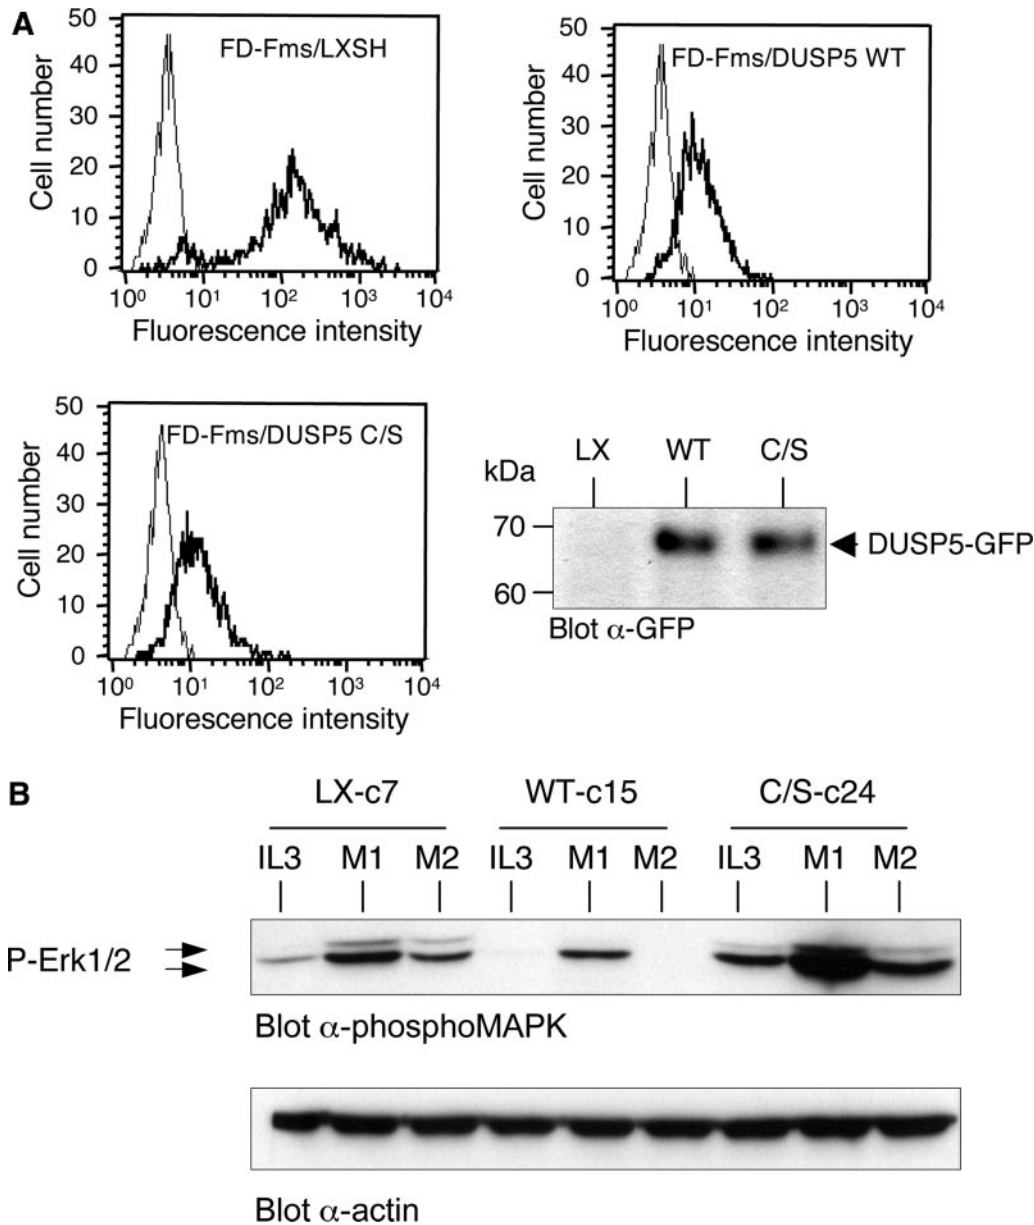 A
50
40
30
20
10
0
Cell number
FD-Fms/LXSH
10⁰ 10¹ 10² 10³ 10⁴
Fluorescence intensity
50
40
30
20
10
0
Cell number
FD-Fms/DUSP5 WT
10⁰ 10¹ 10² 10³ 10⁴
Fluorescence intensity
50
40
30
20
10
0
Cell number
FD-Fms/DUSP5 C/S
10⁰ 10¹ 10² 10³ 10⁴
Fluorescence intensity
kDa LX WT C/S
70
60
DUSP5-GFP
Blot α-GFP
B
LX-c7 WT-c15 C/S-c24
IL3 M1 M2 IL3 M1 M2 IL3 M1 M2
P-Erk1/2
Blot α-phosphoMAPK
Blot α-actin